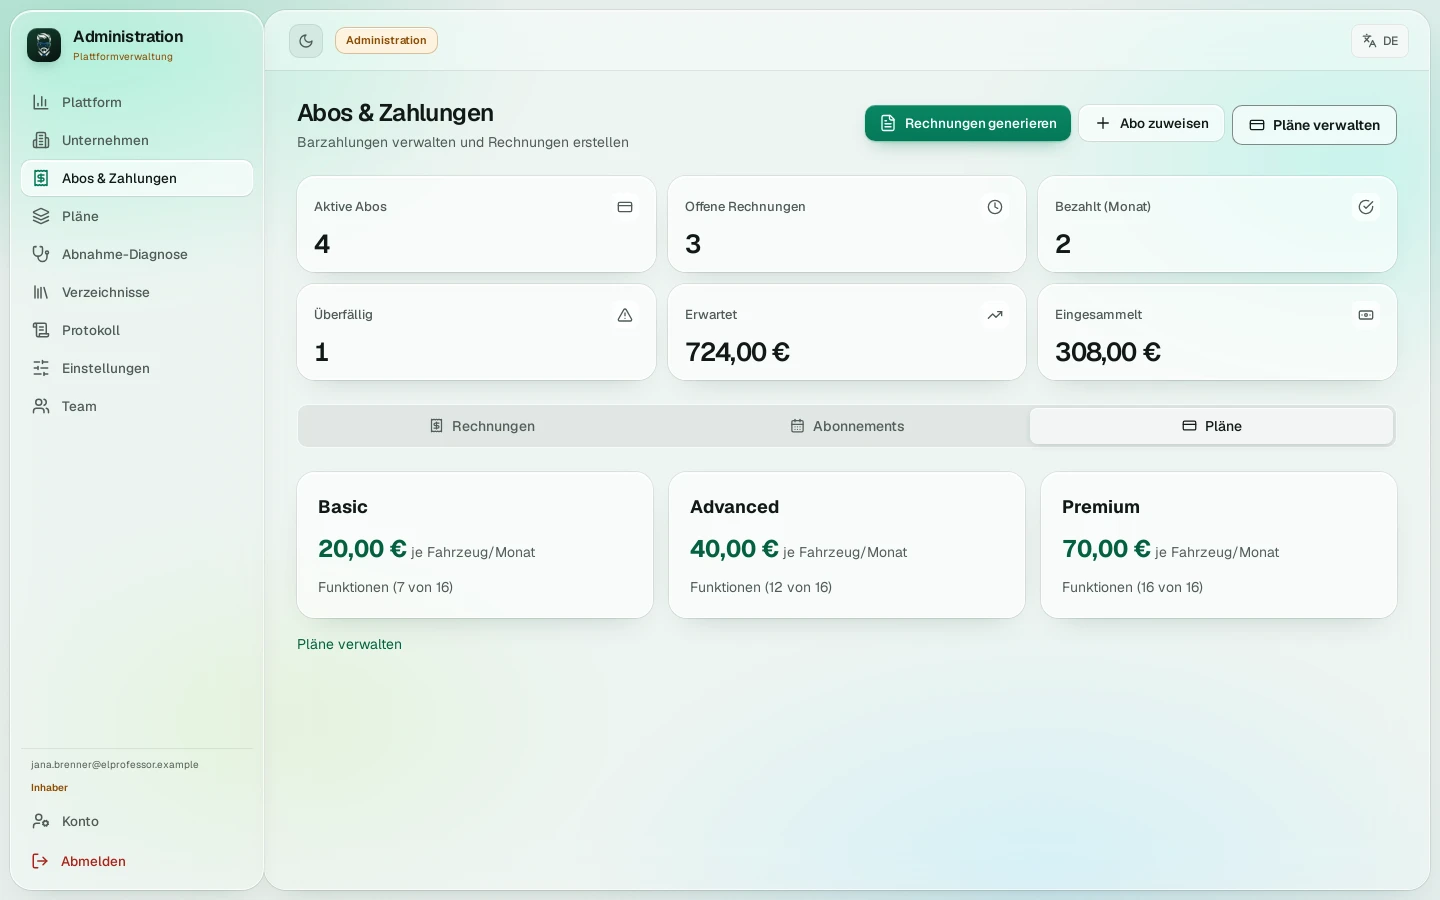 Administration
Plattformverwaltung
Plattform
Unternehmen
Abos & Zahlungen
Pläne
Abnahme-Diagnose
Verzeichnisse
Protokoll
Einstellungen
Team
jana.brenner@elprofessor.example
Inhaber
Konto
Abmelden
Administration
DE
Abos & Zahlungen
Barzahlungen verwalten und Rechnungen erstellen
Rechnungen generieren
Abo zuweisen
Pläne verwalten
Aktive Abos
4
Offene Rechnungen
3
Bezahlt (Monat)
2
Überfällig
1
Erwartet
724,00 €
Eingesammelt
308,00 €
Rechnungen
Abonnements
Pläne
Basic
20,00 € je Fahrzeug/Monat
Funktionen (7 von 16)
Advanced
40,00 € je Fahrzeug/Monat
Funktionen (12 von 16)
Premium
70,00 € je Fahrzeug/Monat
Funktionen (16 von 16)
Pläne verwalten